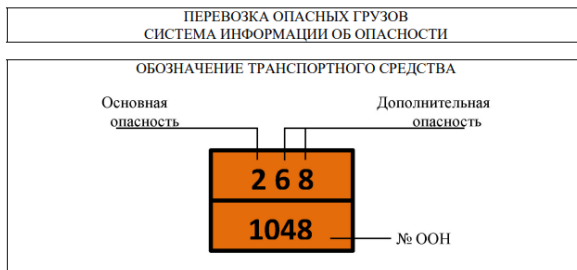 ПЕРЕВОЗКА ОПАСНЫХ ГРУЗОВ
СИСТЕМА ИНФОРМАЦИИ ОБ ОПАСНОСТИ
ОБОЗНАЧЕНИЕ ТРАНСПОРТНОГО СРЕДСТВА
Основная опасность
Дополнительная опасность
2 6 8
1048
№ ООН